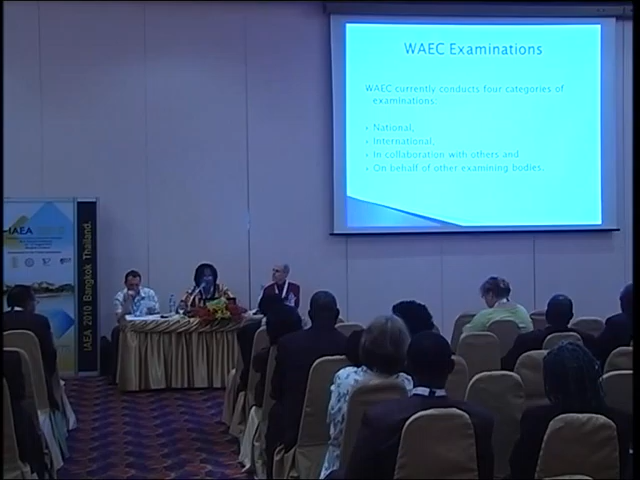 WAEC Examinations
WAEC currently conducts four categories of
examinations:
• National,
• International,
• In collaboration with others and
• On behalf of other examining bodies.
IAEA
IAEA 2010 Bangkok Thailand.